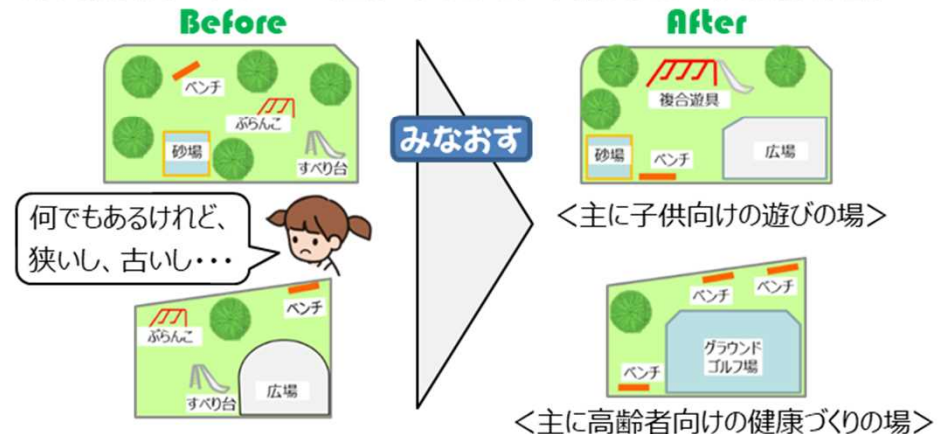 Before
After
ベンチ
ぶらんこ
砂場
すべり台
みなおす
複合遊具
砂場
ベンチ
広場
何でもあるけれど、
狭いし、古いし・・・
＜主に子供向けの遊びの場＞
ベンチ
ぶらんこ
すべり台
広場
ベンチ
ベンチ
グラウンド
ゴルフ場
ベンチ
＜主に高齢者向けの健康づくりの場＞